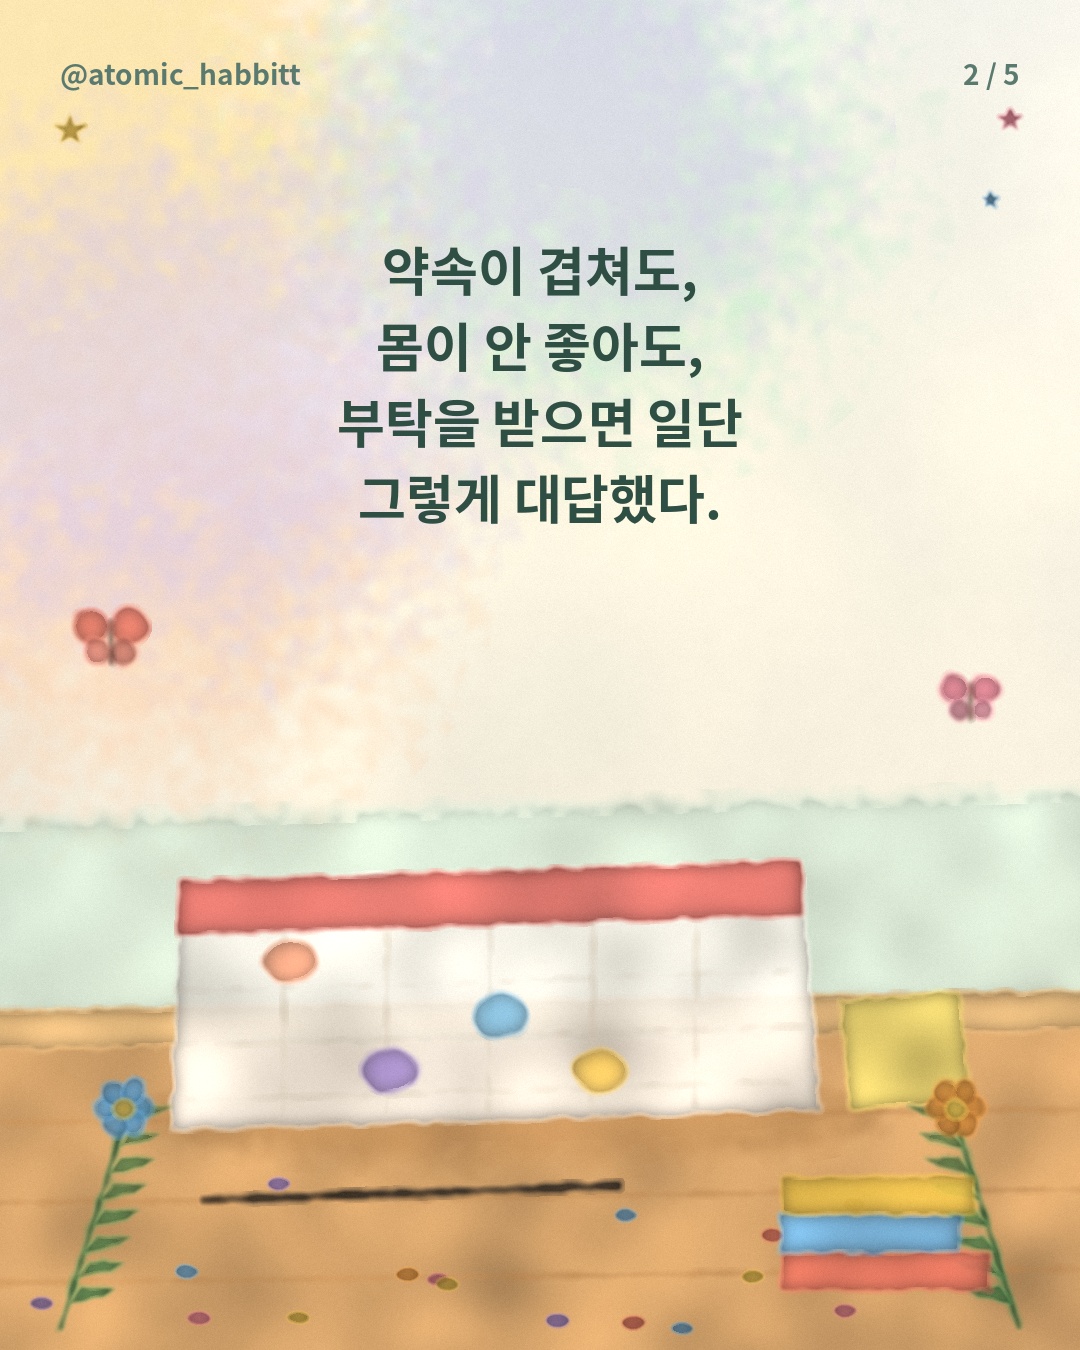 @atomic_habbitt
2 / 5
약속이 겹쳐도,
몸이 안 좋아도,
부탁을 받으면 일단
그렇게 대답했다.